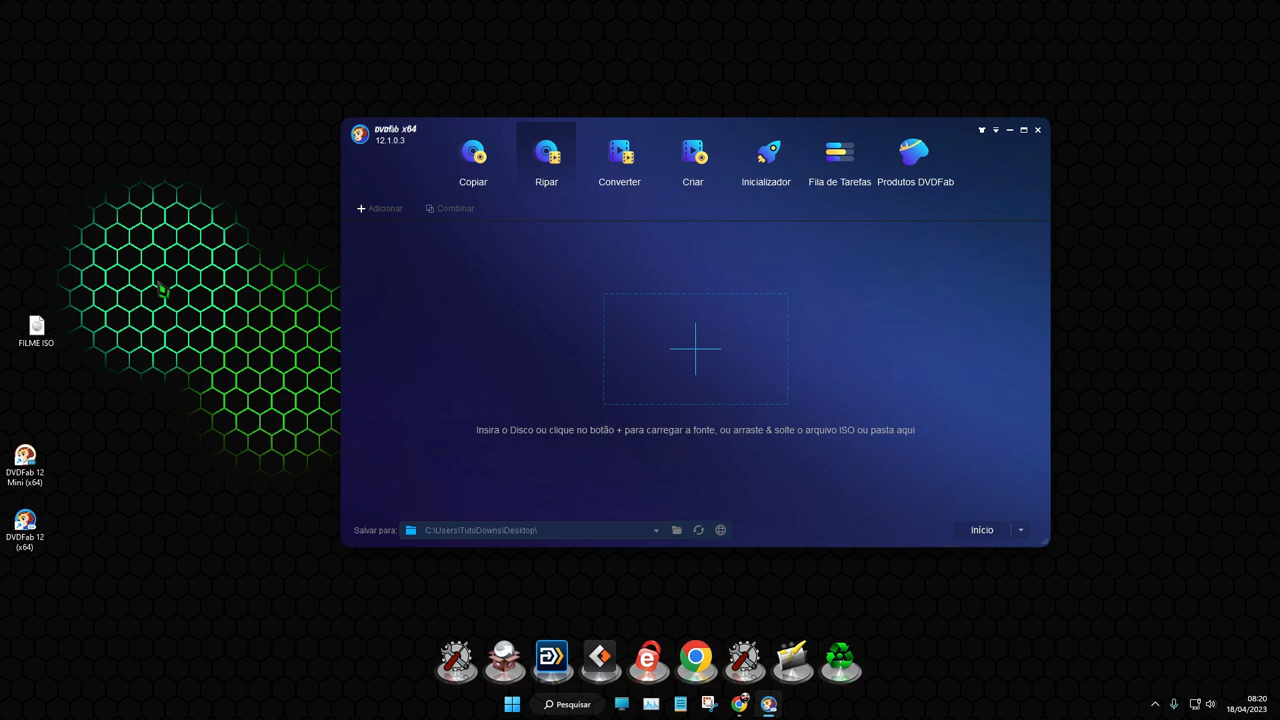 DVDFab x64
12.1.0.3
Copiar
Ripar
Converter
Criar
Inicializador
Fila de Tarefas
Produtos DVDFab
Adicionar
Combinar
FILME ISO
Insira o Disco ou clique no botão + para carregar a fonte, ou arraste & solte o arquivo ISO ou pasta aqui
DVDFab 12
Mini (x64)
DVDFab 12
(x64)
Salvar para:
C:\Users\TutoDowns\Desktop\
Início
Pesquisar
08:20
18/04/2023